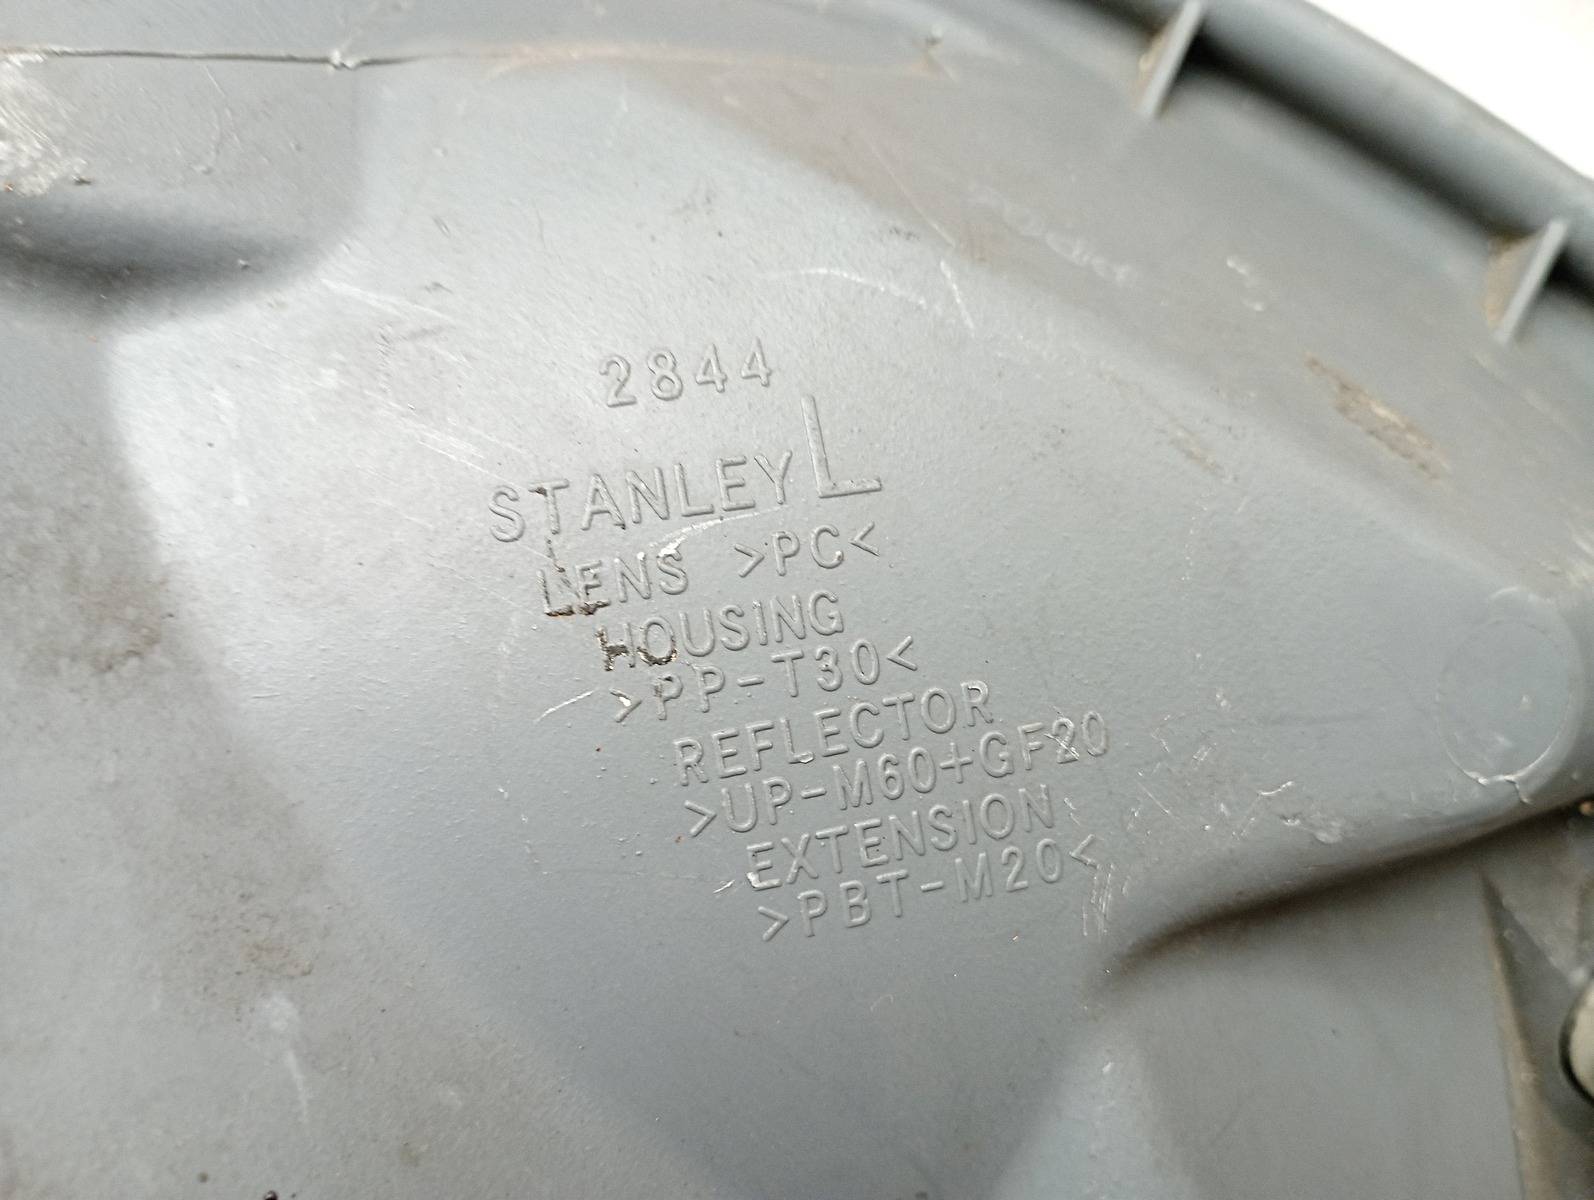 2844
STANLEY L
LENS >PC<
HOUSING
>PP-T30<
REFLECTOR
>UP-M60+GF20
EXTENSION
>PBT-M20<